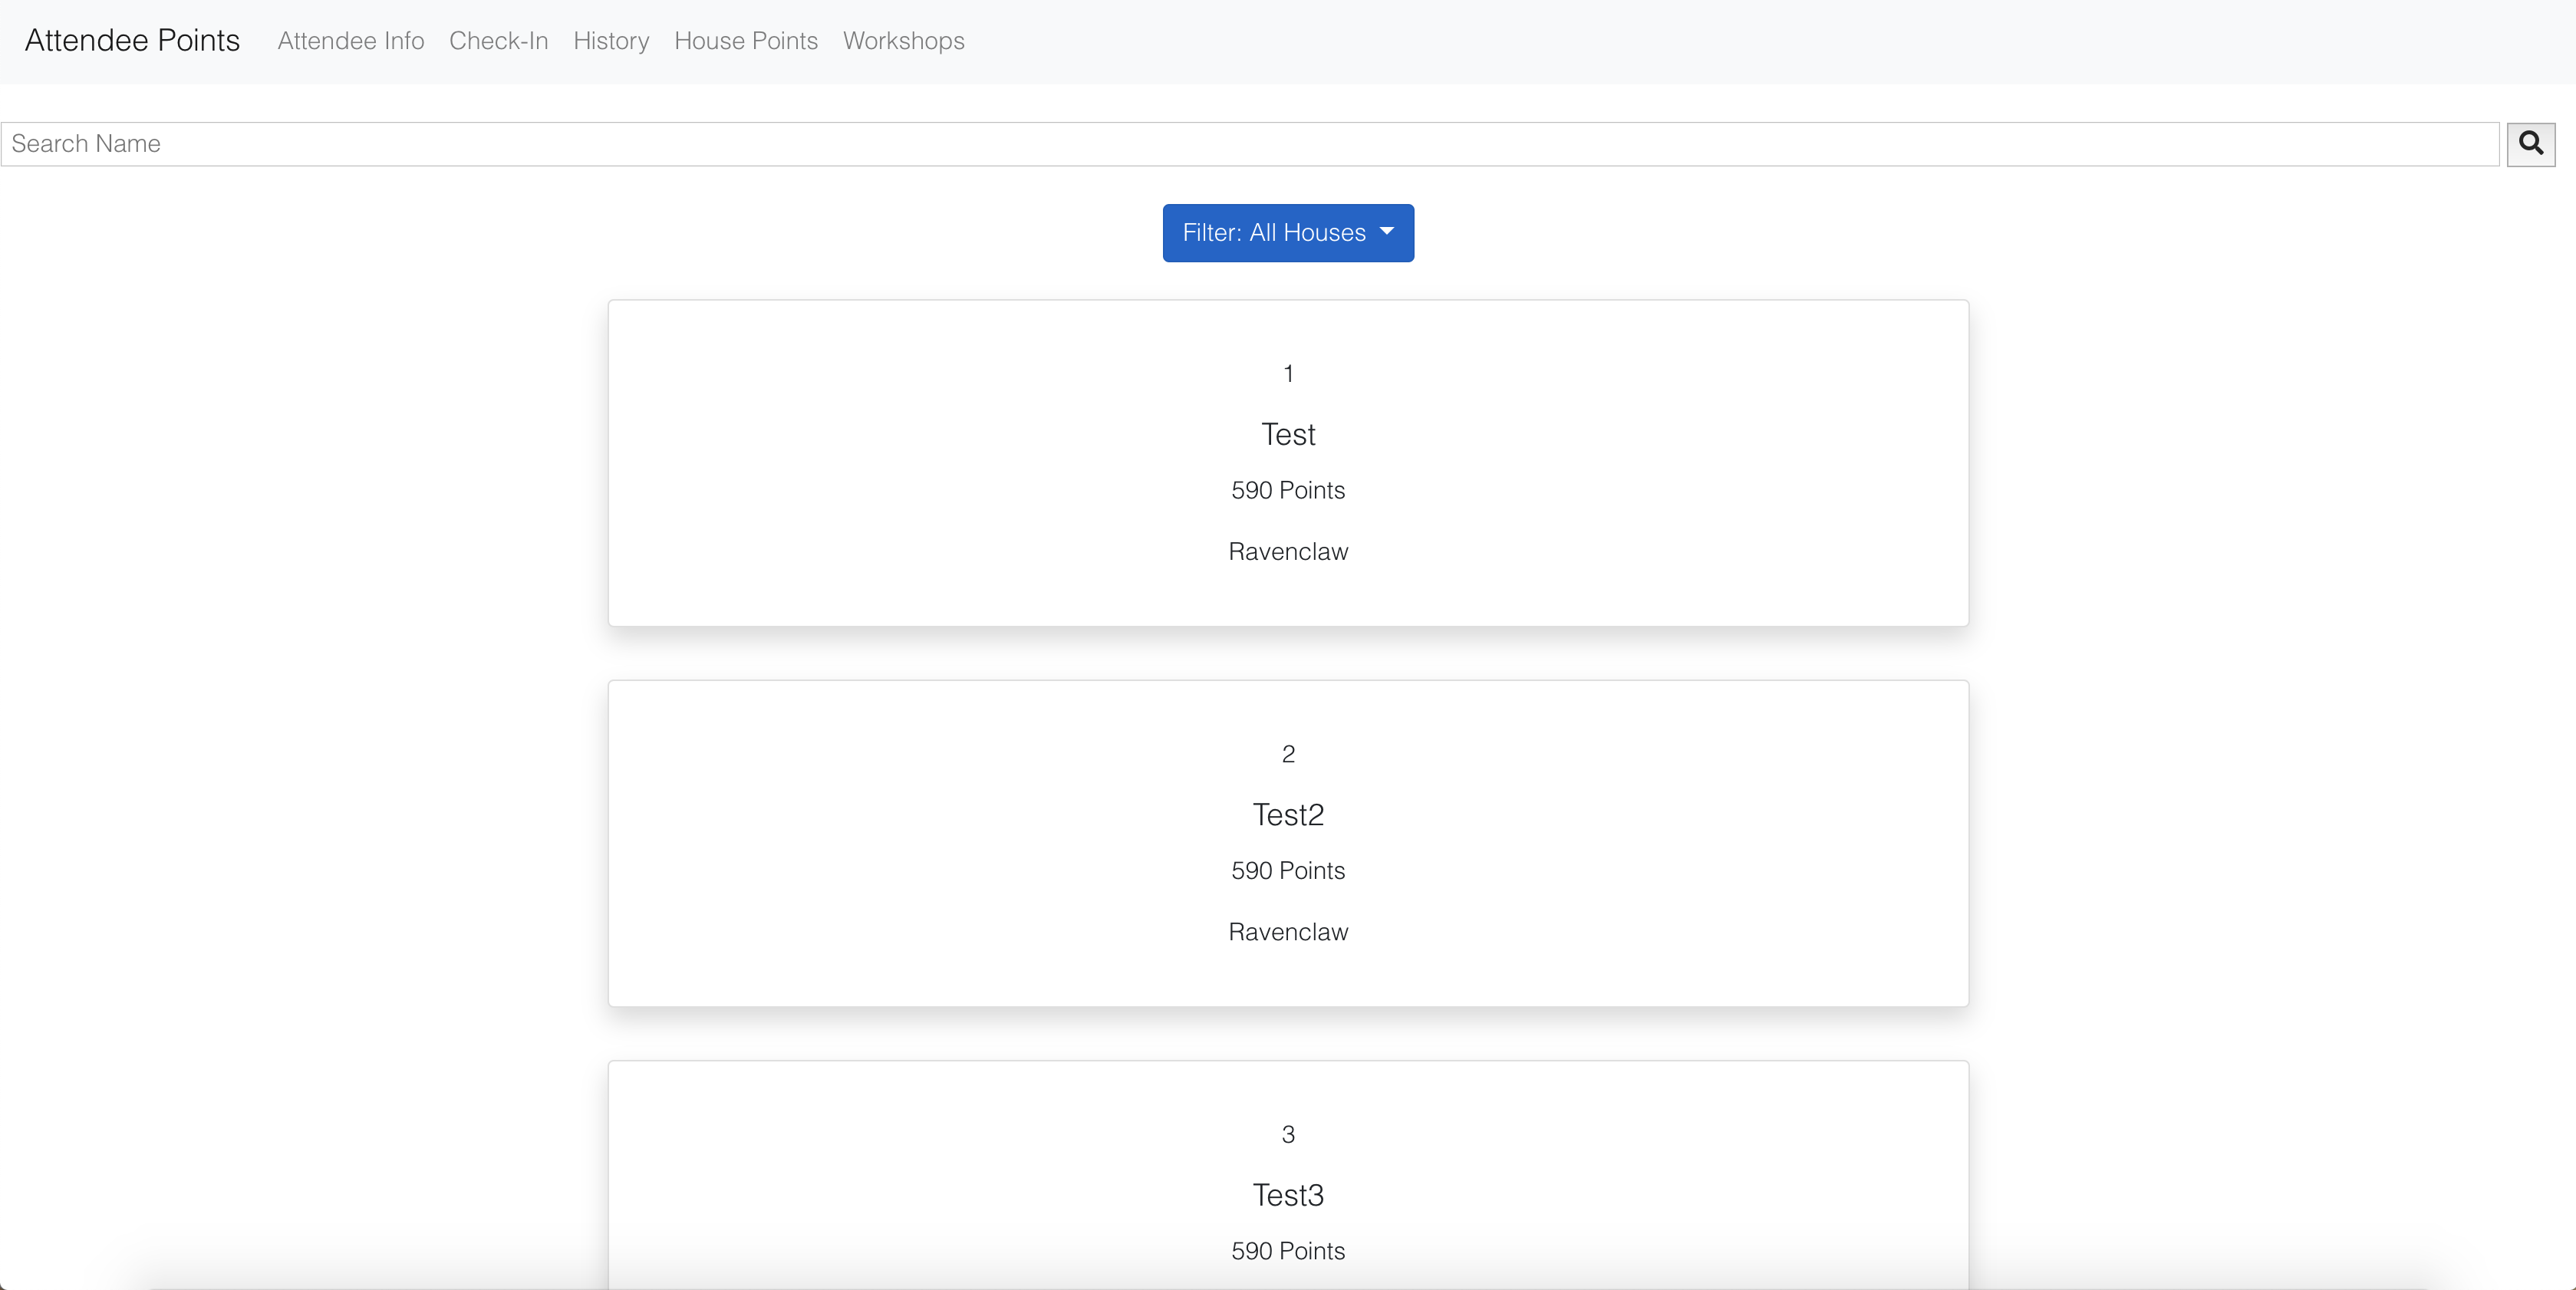 Attendee Points Attendee Info Check-In History House Points Workshops
Search Name
Filter: All Houses
1
Test
590 Points
Ravenclaw
2
Test2
590 Points
Ravenclaw
3
Test3
590 Points